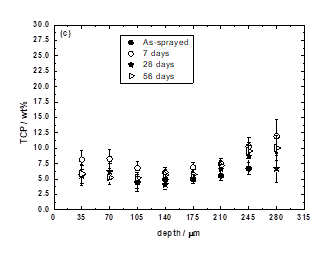 (c)
As-sprayed
7 days
28 days
56 days
30.0
27.5
25.0
22.5
20.0
17.5
15.0
12.5
10.0
7.5
5.0
2.5
0.0
TCP / wt%
0 35 70 105 140 175 210 245 280 315
depth / µm